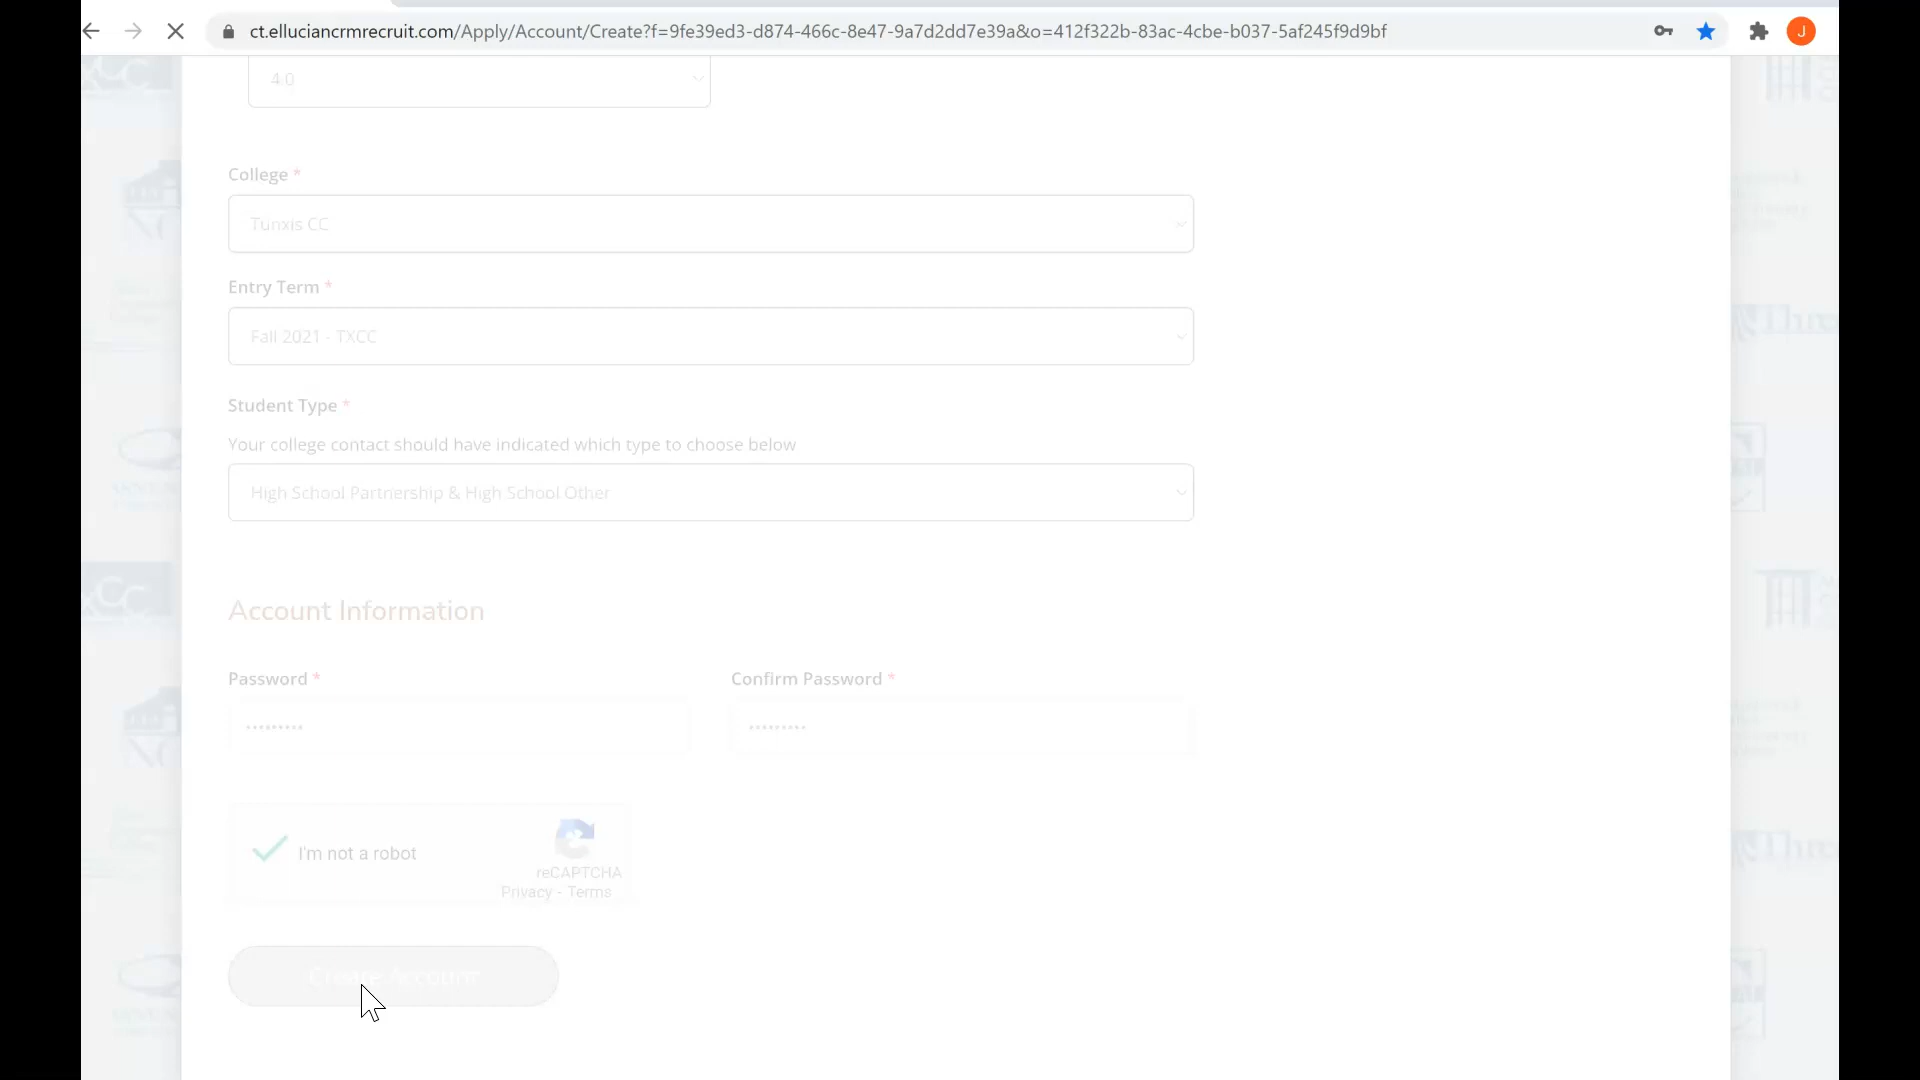 ct.elluciancrmrecruit.com/Apply/Account/Create?f=9fe39ed3-d874-466c-8e47-9a7d2dd7e39a&o=412f322b-83ac-4cbe-b037-5af245f9d9bf
J
4.0
College *
Tunxis CC
Entry Term *
Fall 2021 - TXCC
Student Type *
Your college contact should have indicated which type to choose below
High School Partnership & High School Other
Account Information
Password * Confirm Password *
I'm not a robot
reCAPTCHA
Privacy - Terms
Create Account